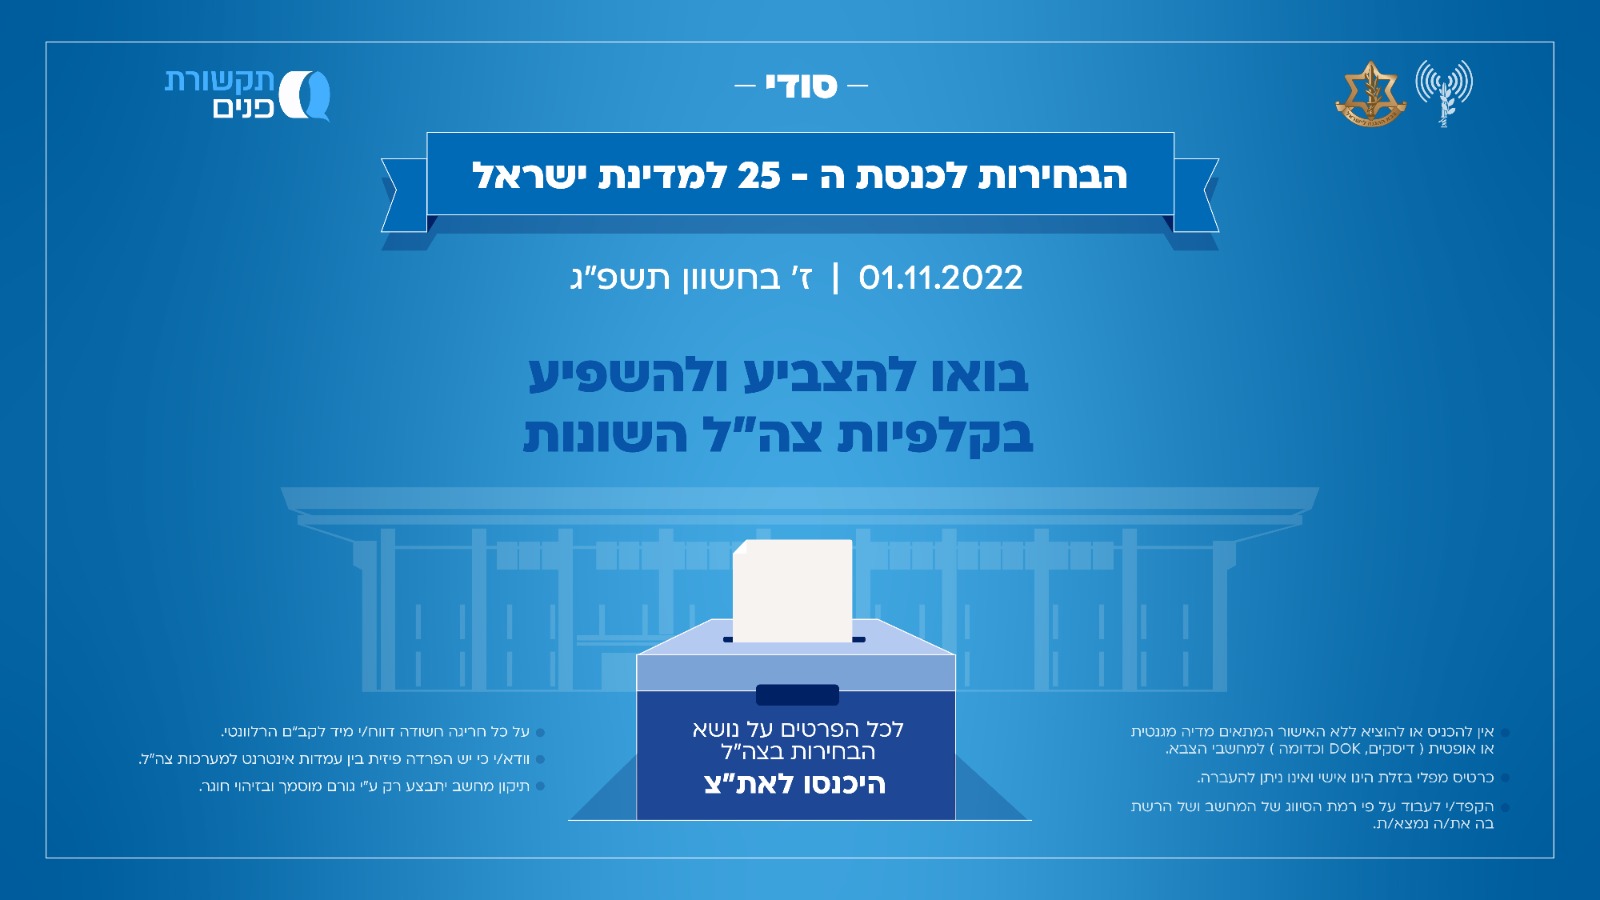 תקשורת
פנים
– סודי –
הבחירות לכנסת ה - 25 למדינת ישראל
01.11.2022 | ז' בחשוון תשפ"ג
בואו להצביע ולהשפיע
בקלפיות צה"ל השונות
לכל הפרטים על נושא
הבחירות בצה"ל
היכנסו לאת"צ
אין להכניס או להוציא ללא האישור המתאים מדיה מגנטית
או אופטית ( דיסקים, DOK וכדומה ) למחשבי הצבא.
כרטיס מפלי בזלת הינו אישי ואינו ניתן להעברה.
הקפד/י לעבוד על פי רמת הסיווג של המחשב ושל הרשת
בה את/ה נמצא/ת.
על כל חריגה חשודה דווח/י מיד לקב"ם הרלוונטי.
וודא/י כי יש הפרדה פיזית בין עמדות אינטרנט למערכות צה"ל.
תיקון מחשב יתבצע רק ע"י גורם מוסמך ובזיהוי חוגר.